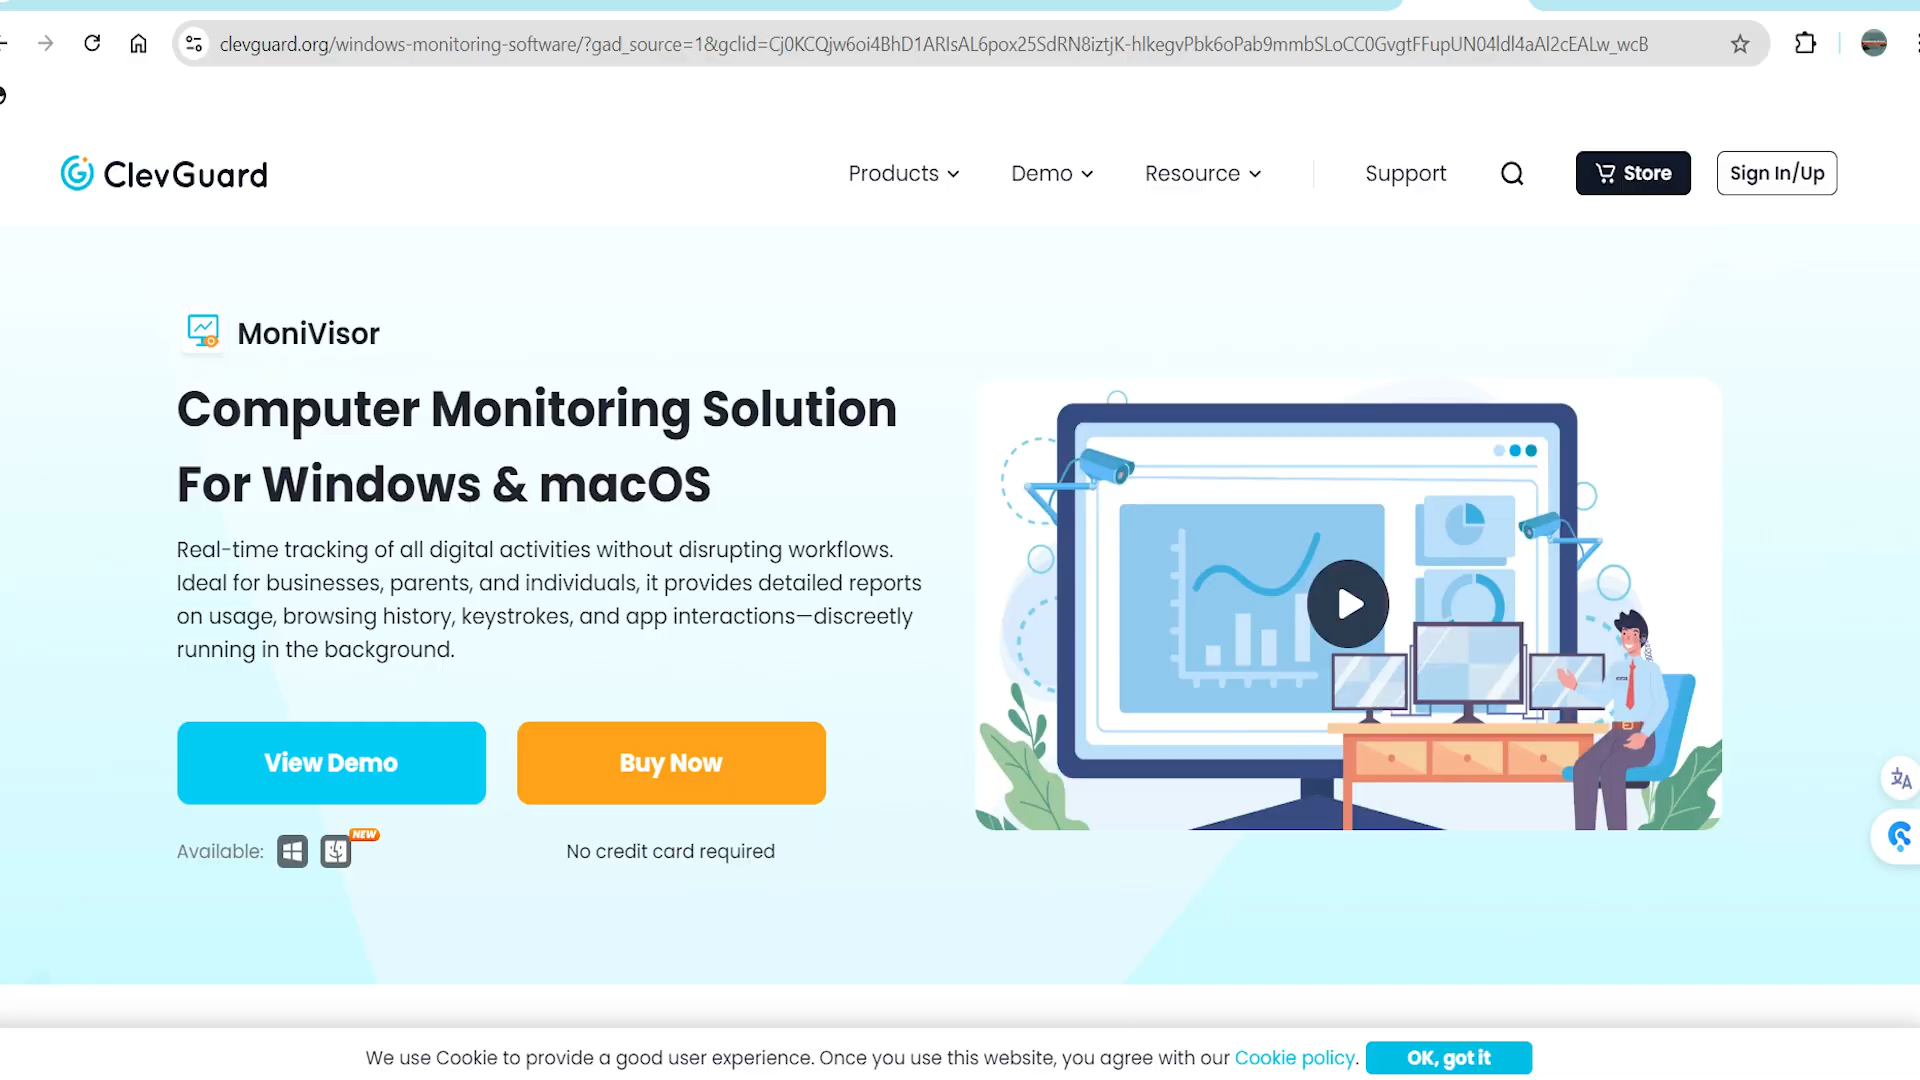 clevguard.org/windows-monitoring-software/?gad_source=1&gclid=Cj0KCQjw6oi4BhD1ARIsAL6pox25SdRN8iztjK-hlkegvPbk6oPab9mmbSLoCC0GvgtFFupUN04ldl4aAl2cEALw_wcB
ClevGuard
Products
Demo
Resource
Support
Store
Sign In/Up
MoniVisor
Computer Monitoring Solution
For Windows & macOS
Real-time tracking of all digital activities without disrupting workflows.
Ideal for businesses, parents, and individuals, it provides detailed reports
on usage, browsing history, keystrokes, and app interactions—discreetly
running in the background.
View Demo
Buy Now
Available:
NEW
No credit card required
We use Cookie to provide a good user experience. Once you use this website, you agree with our Cookie policy.
OK, got it